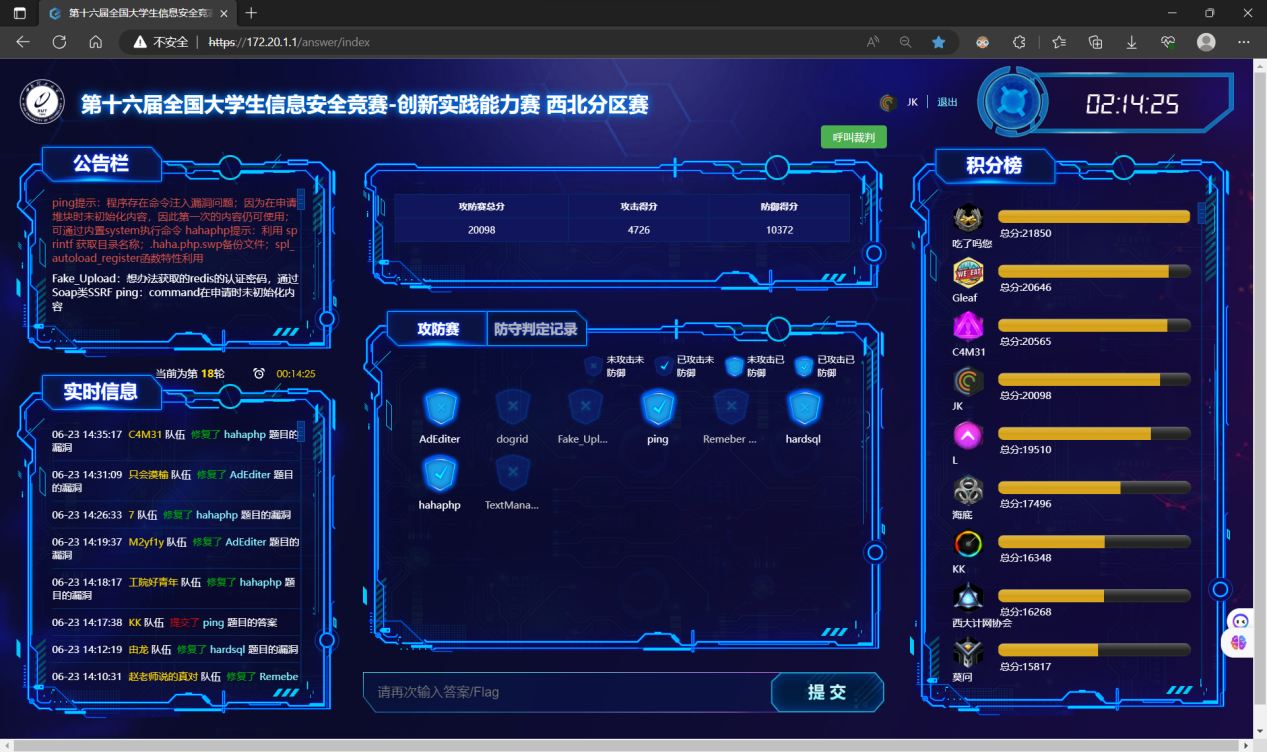 第十六届全国大学生信息安全竞
不安全
https://172.20.1.1/answer/index
第十六届全国大学生信息安全竞赛-创新实践能力赛 西北分区赛
JK
退出
02:14:25
呼叫裁判
公告栏
ping提示：程序存在命令注入漏洞问题；因为在申请
堆块时未初始化内容，因此第一次的内容仍可使用；
可通过内置system执行命令 hahaphp提示：利用 sp
rintf 获取目录名称；.haha.php.swp备份文件；spl_
autoload_register函数特性利用
Fake_Upload：想办法获取的redis的认证密码，通过
Soap类SSRF ping：command在申请时未初始化内
容
当前为第 18轮
00:14:25
实时信息
06-23 14:35:17 C4M31 队伍 修复了 hahaphp 题目的
漏洞
06-23 14:31:09 只会漠榆 队伍 修复了 AdEditer 题目
的漏洞
06-23 14:26:33 7 队伍 修复了 hahaphp 题目的漏洞
06-23 14:19:37 M2yf1y 队伍 修复了 AdEditer 题目的
漏洞
06-23 14:18:17 工院好青年 队伍 修复了 hahaphp 题
目的漏洞
06-23 14:17:38 KK 队伍 提交了 ping 题目的答案
06-23 14:12:19 由龙 队伍 修复了 hardsql 题目的漏洞
06-23 14:10:31 赵老师说的真对 队伍 修复了 Remebe
攻防赛总分 攻击得分 防御得分
20098 4726 10372
攻防赛 防守判定记录
未攻击未
防御
已攻击未
防御
未攻击已
防御
已攻击已
防御
AdEditer dogrid Fake_Upl... ping Remeber ... hardsql
hahaphp TextMana...
请再次输入答案/Flag
提 交
积分榜
吃了吗您
总分:21850
Gleaf
总分:20646
C4M31
总分:20565
JK
总分:20098
L
总分:19510
海底
总分:17496
KK
总分:16348
西大计网协会
总分:16268
莫问
总分:15817